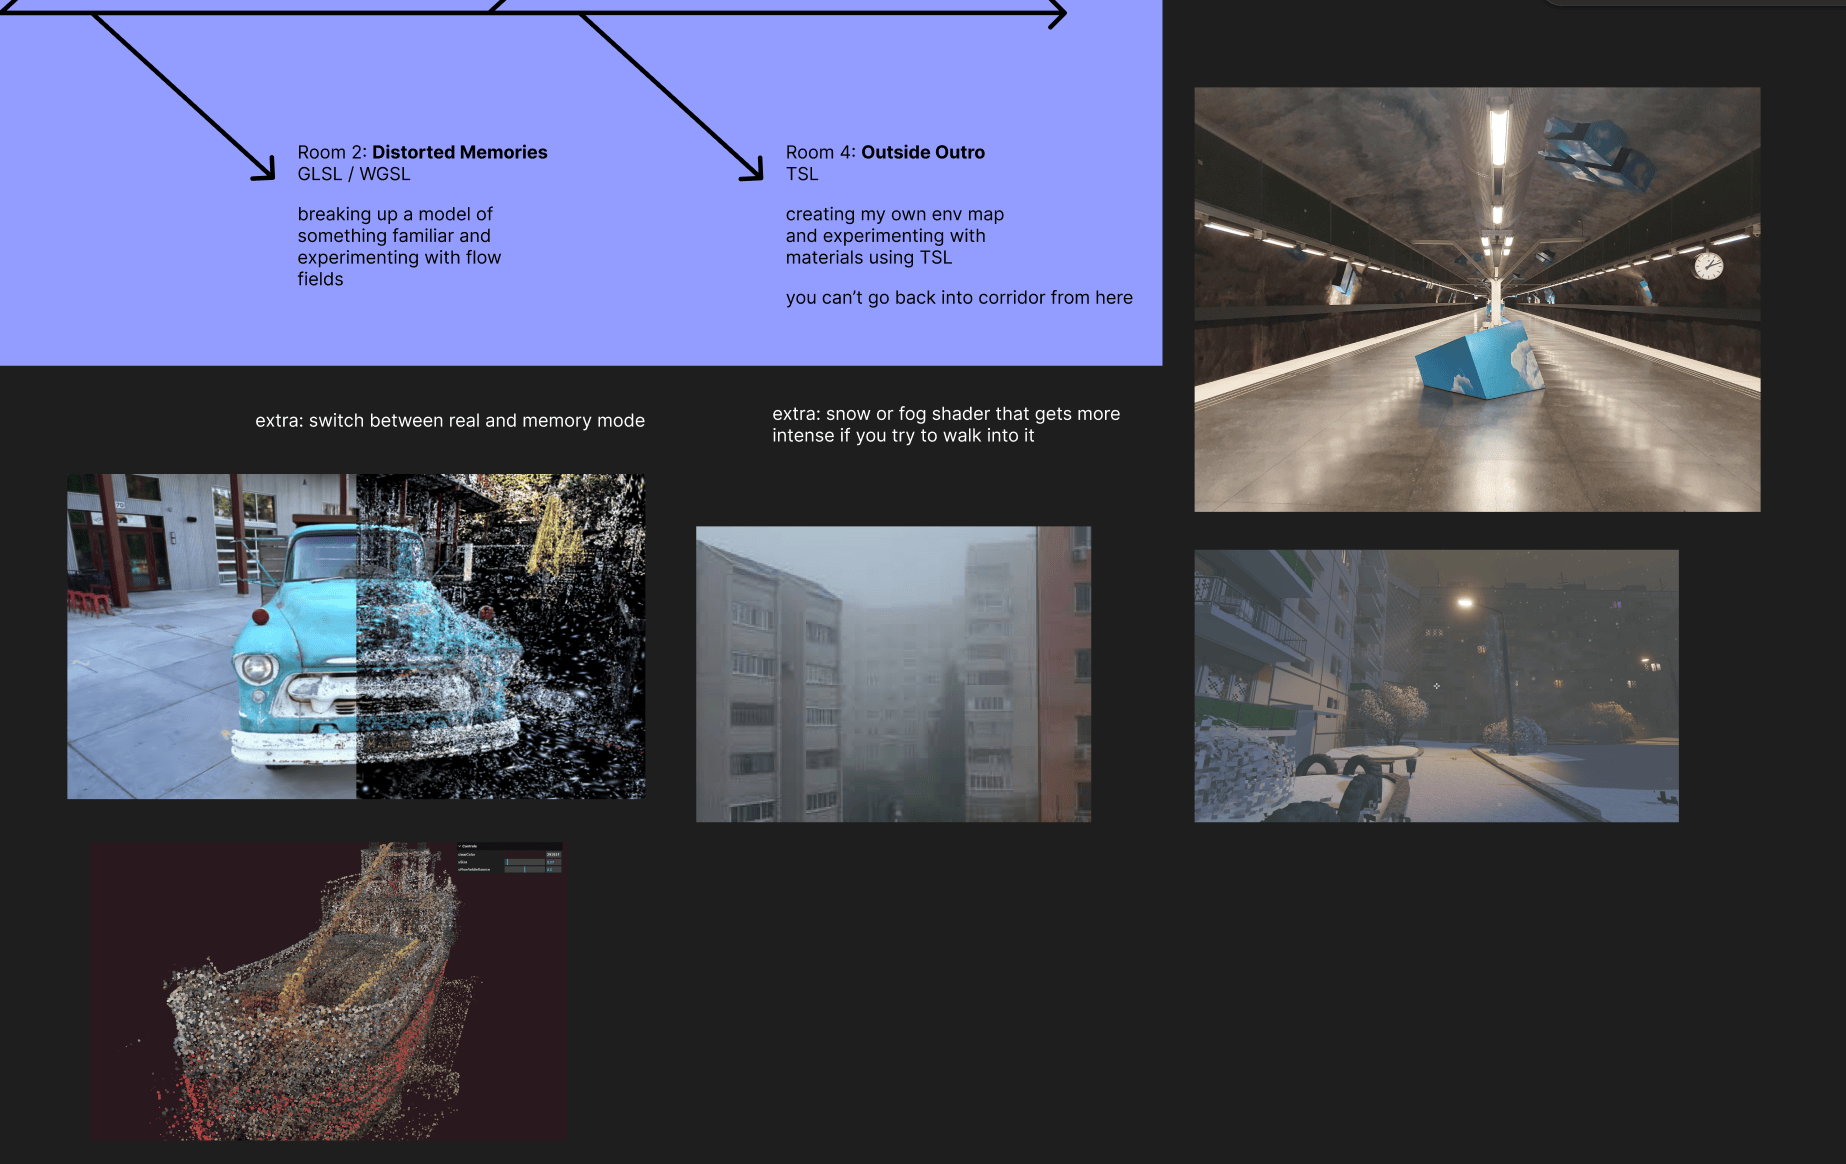 Room 2: Distorted Memories
GLSL / WGSL
breaking up a model of
something familiar and
experimenting with flow
fields
Room 4: Outside Outro
TSL
creating my own env map
and experimenting with
materials using TSL
you can’t go back into corridor from here
extra: switch between real and memory mode
extra: snow or fog shader that gets more
intense if you try to walk into it
Controls